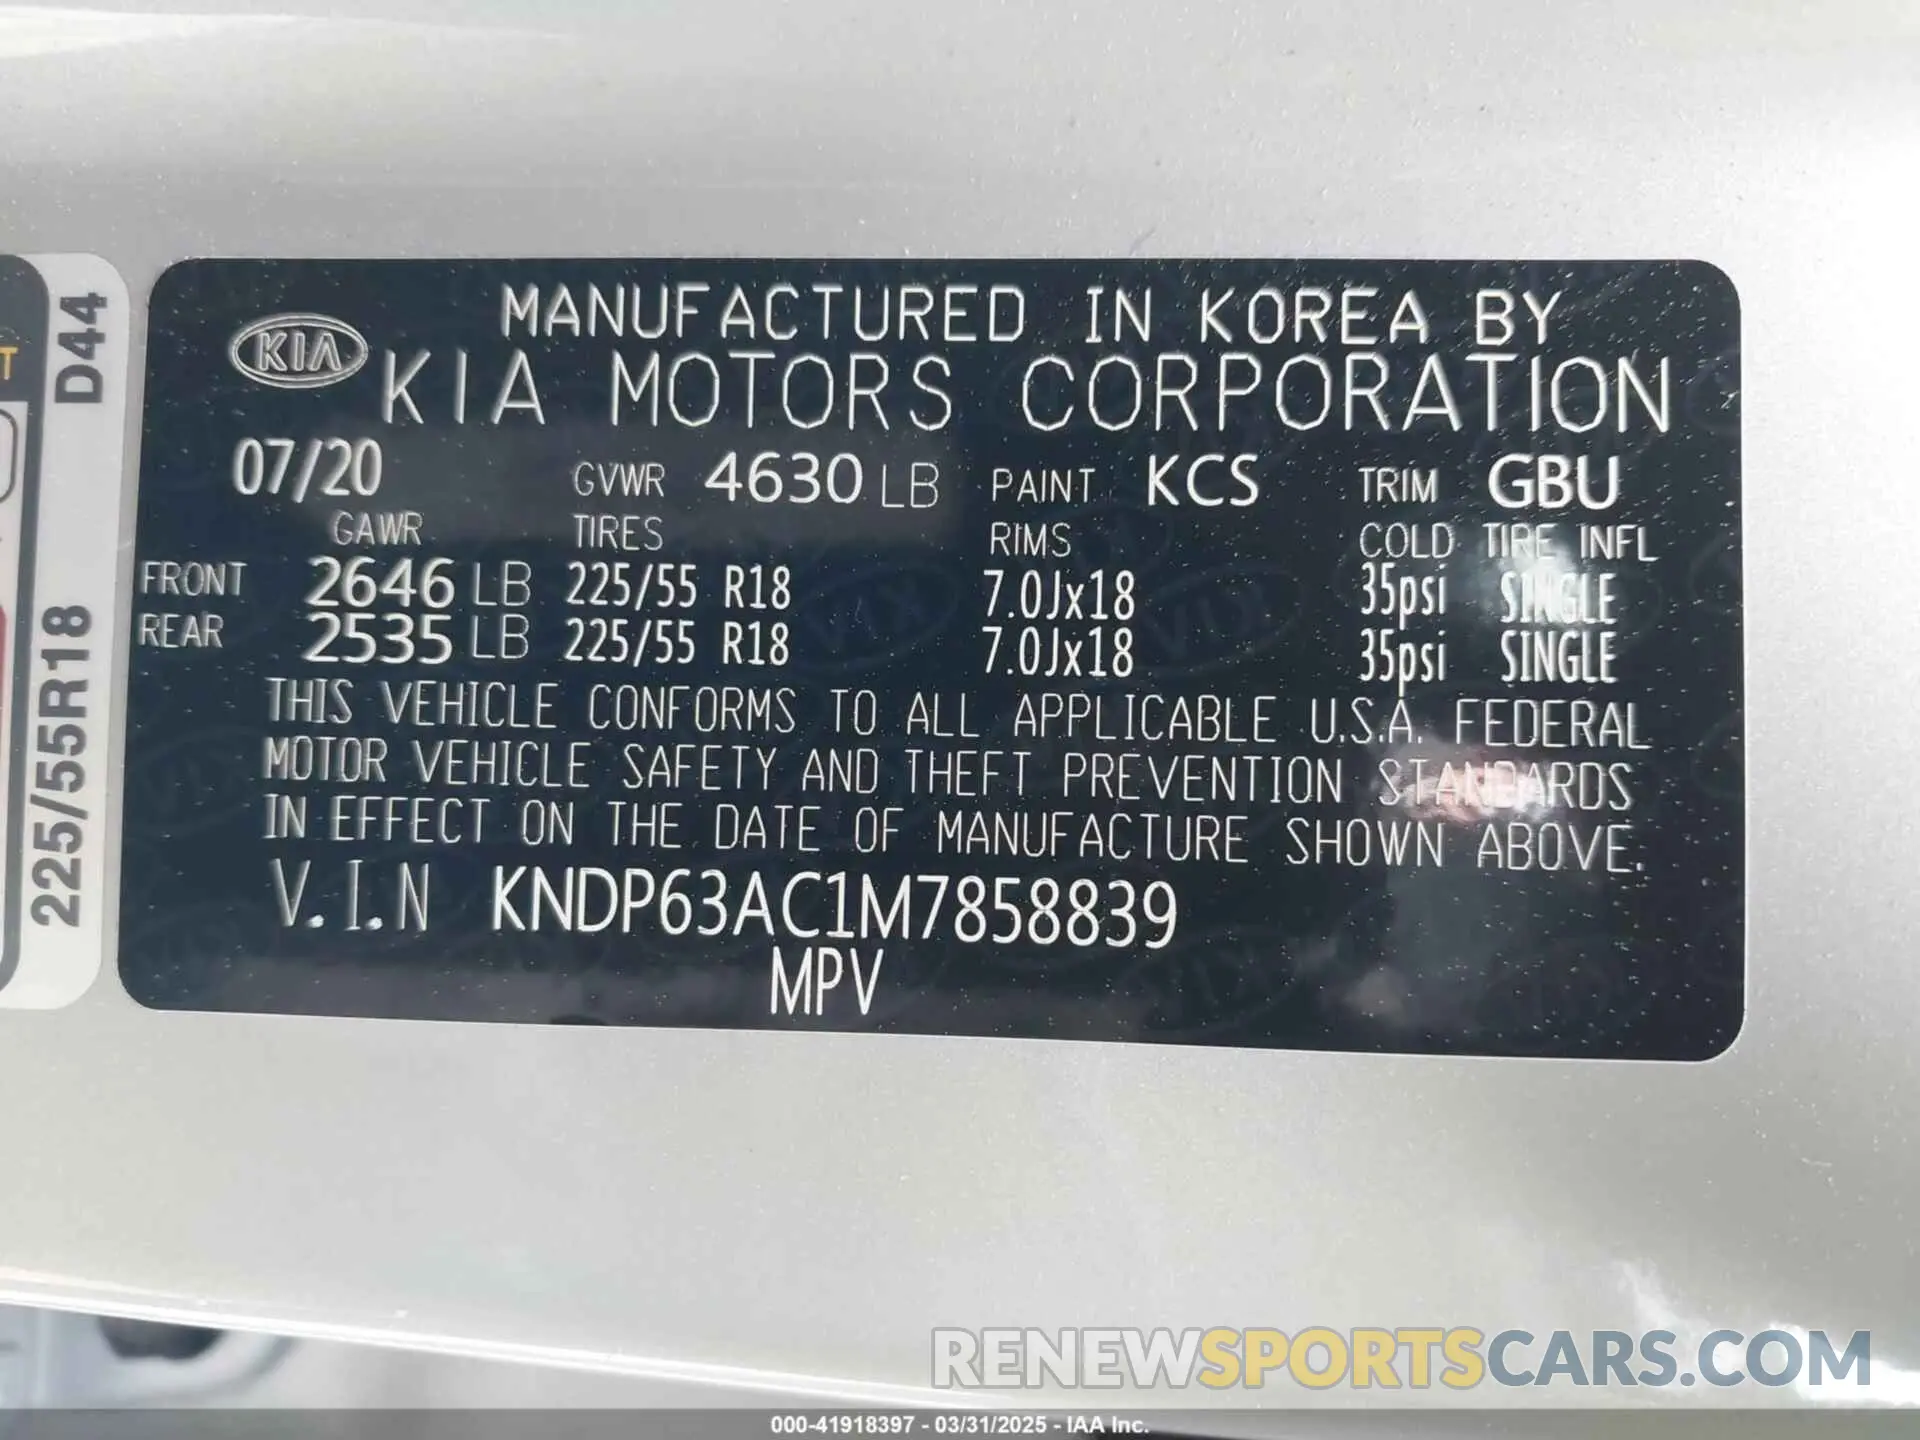 MANUFACTURED IN KOREA BY
KIA KIA MOTORS CORPORATION
07/20 GVWR 4630 LB PAINT KCS TRIM GBU
GAWR TIRES RIMS COLD TIRE INFL
FRONT 2646 LB 225/55 R18 7.0Jx18 35psi SINGLE
REAR 2535 LB 225/55 R18 7.0Jx18 35psi SINGLE
THIS VEHICLE CONFORMS TO ALL APPLICABLE U.S.A. FEDERAL
MOTOR VEHICLE SAFETY AND THEFT PREVENTION STANDARDS
IN EFFECT ON THE DATE OF MANUFACTURE SHOWN ABOVE.
V.I.N KNDP63AC1M7858839
MPV
225/55R18 D44
RENEWSPORTSCARS.COM
000-41918397 - 03/31/2025 - IAA Inc.